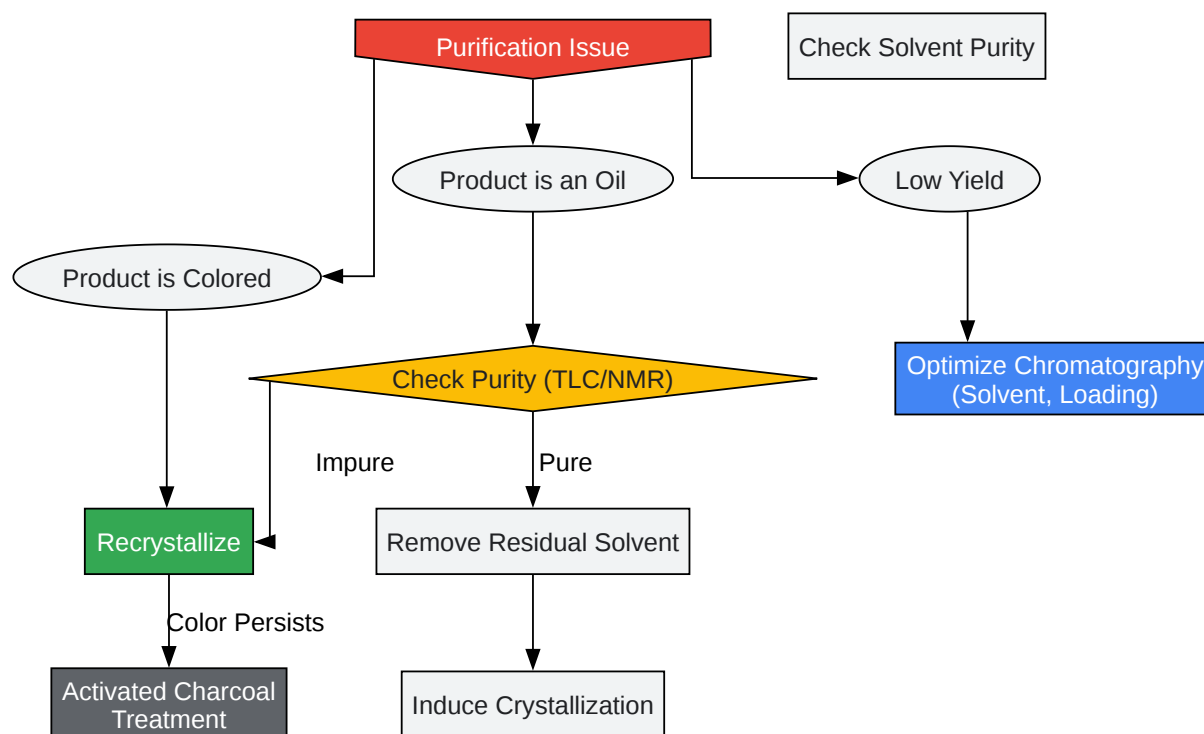 Purification Issue
Check Solvent Purity
Product is an Oil
Low Yield
Product is Colored
Optimize Chromatography
(Solvent, Loading)
Check Purity (TLC/NMR)
Impure
Pure
Recrystallize
Remove Residual Solvent
Color Persists
Activated Charcoal
Treatment
Induce Crystallization